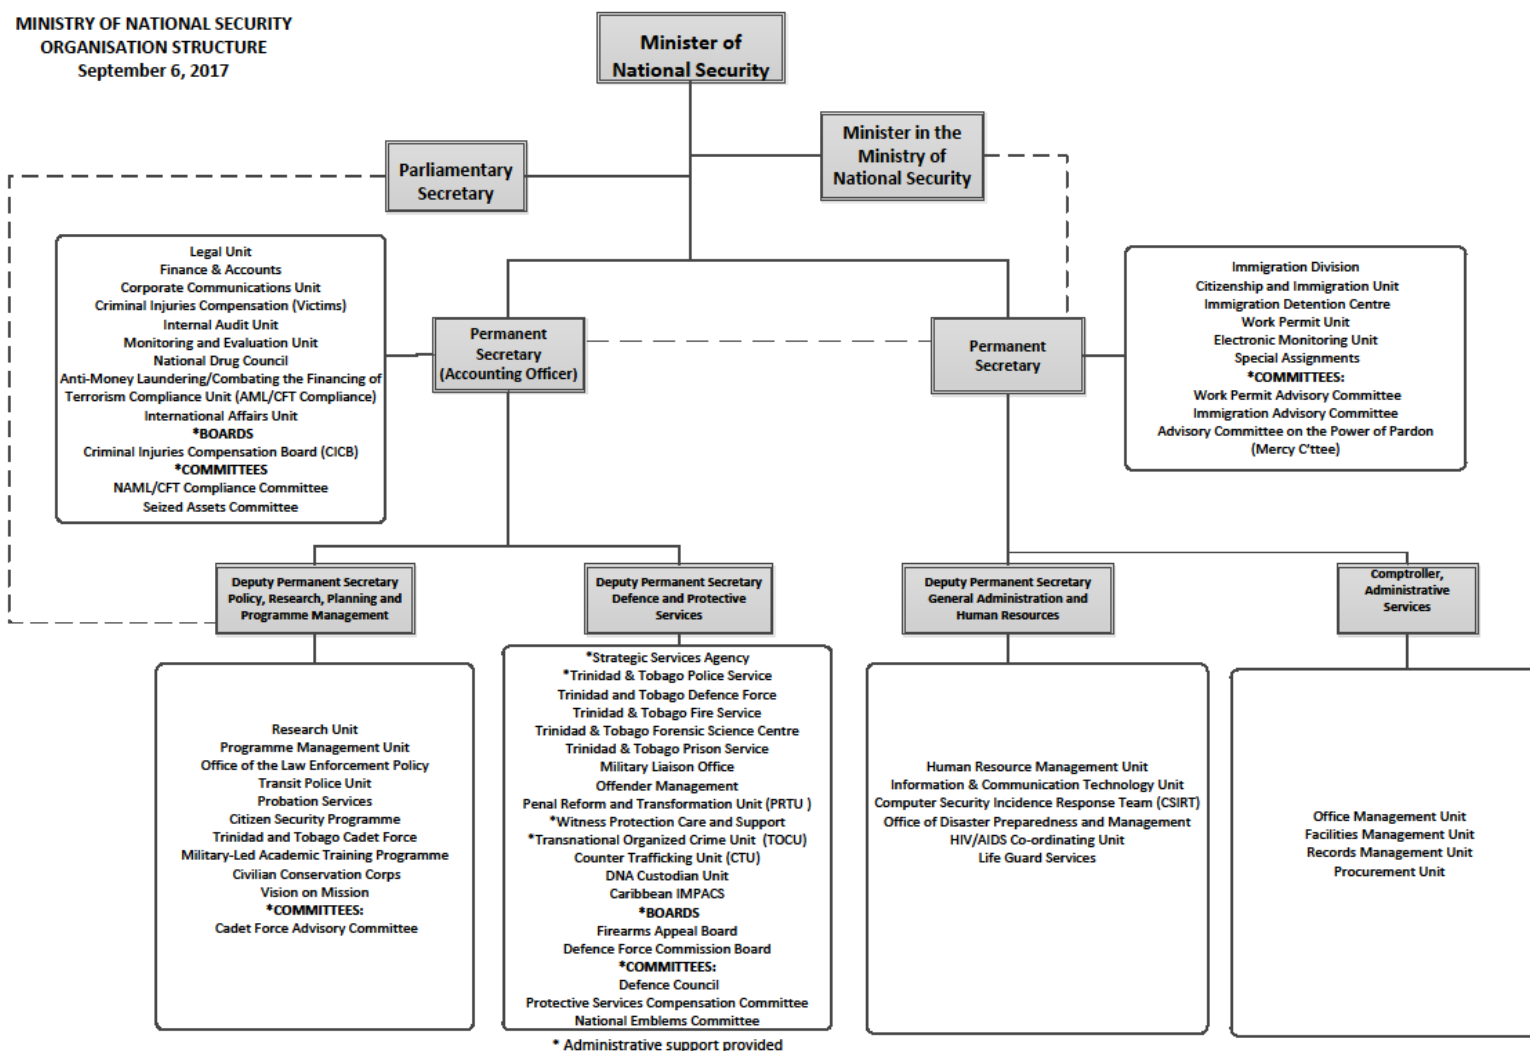 MINISTRY OF NATIONAL SECURITY
ORGANISATION STRUCTURE
September 6, 2017
Minister of
National Security
Minister in the
Ministry of
National Security
Parliamentary
Secretary
Legal Unit
Finance & Accounts
Corporate Communications Unit
Criminal Injuries Compensation (Victims)
Internal Audit Unit
Monitoring and Evaluation Unit
National Drug Council
Anti-Money Laundering/Combating the Financing of
Terrorism Compliance Unit (AML/CFT Compliance)
International Affairs Unit
*BOARDS
Criminal Injuries Compensation Board (CICB)
*COMMITTEES
NAML/CFT Compliance Committee
Seized Assets Committee
Permanent
Secretary
(Accounting Officer)
Permanent
Secretary
Immigration Division
Citizenship and Immigration Unit
Immigration Detention Centre
Work Permit Unit
Electronic Monitoring Unit
Special Assignments
*COMMITTEES:
Work Permit Advisory Committee
Immigration Advisory Committee
Advisory Committee on the Power of Pardon
(Mercy C'ttee)
Deputy Permanent Secretary
Policy, Research, Planning and
Programme Management
Deputy Permanent Secretary
Defence and Protective
Services
Deputy Permanent Secretary
General Administration and
Human Resources
Comptroller,
Administrative
Services
Research Unit
Programme Management Unit
Office of the Law Enforcement Policy
Transit Police Unit
Probation Services
Citizen Security Programme
Trinidad and Tobago Cadet Force
Military-Led Academic Training Programme
Civilian Conservation Corps
Vision on Mission
*COMMITTEES:
Cadet Force Advisory Committee
*Strategic Services Agency
*Trinidad & Tobago Police Service
Trinidad and Tobago Defence Force
Trinidad & Tobago Fire Service
Trinidad & Tobago Forensic Science Centre
Trinidad & Tobago Prison Service
Military Liaison Office
Offender Management
Penal Reform and Transformation Unit (PRTU )
*Witness Protection Care and Support
*Transnational Organized Crime Unit (TOCU)
Counter Trafficking Unit (CTU)
DNA Custodian Unit
Caribbean IMPACS
*BOARDS
Firearms Appeal Board
Defence Force Commission Board
*COMMITTEES:
Defence Council
Protective Services Compensation Committee
National Emblems Committee
Human Resource Management Unit
Information & Communication Technology Unit
Computer Security Incidence Response Team (CSIRT)
Office of Disaster Preparedness and Management
HIV/AIDS Co-ordinating Unit
Life Guard Services
Office Management Unit
Facilities Management Unit
Records Management Unit
Procurement Unit
* Administrative support provided